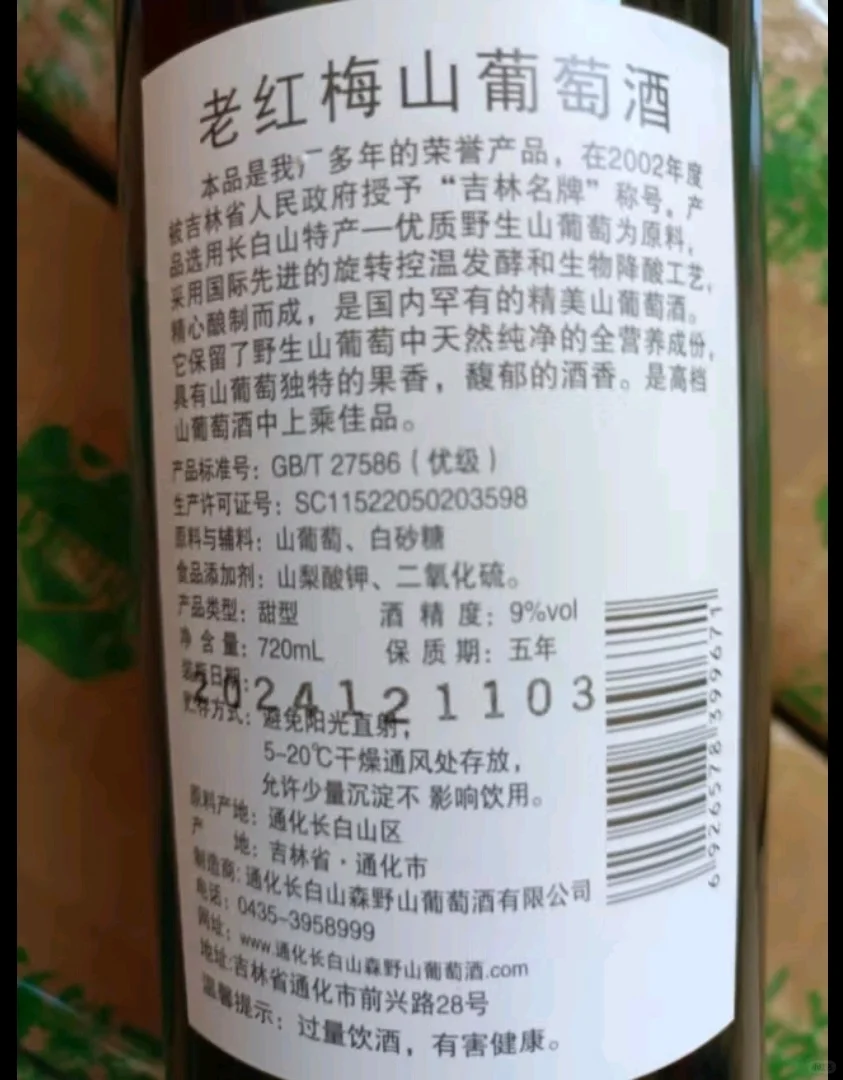 老红梅山葡萄酒
本品是我厂多年的荣誉产品，在2002年度
被吉林省人民政府授予“吉林名牌”称号。产
品选用长白山特产—优质野生山葡萄为原料，
采用国际先进的旋转控温发酵和生物降酸工艺，
精心酿制而成，是国内罕有的精美山葡萄酒。
它保留了野生山葡萄中天然纯净的全营养成份，
具有山葡萄独特的果香，馥郁的酒香。是高档
山葡萄酒中上乘佳品。
产品标准号：GB/T 27586（优级）
生产许可证号：SC11522050203598
原料与辅料：山葡萄、白砂糖
食品添加剂：山梨酸钾、二氧化硫。
产品类型：甜型 酒精度：9%vol
净含量：720mL 保质期：五年
装瓶日期：
20241211103
贮存方式：避免阳光直射，
5-20℃干燥通风处存放，
允许少量沉淀不 影响饮用。
原料产地：通化长白山区
产 地：吉林省·通化市
制造商：通化长白山森野山葡萄酒有限公司
电话：0435-3958999
网址：www.通化长白山森野山葡萄酒.com
地址:吉林省通化市前兴路28号
温馨提示：过量饮酒，有害健康。
6926578399671